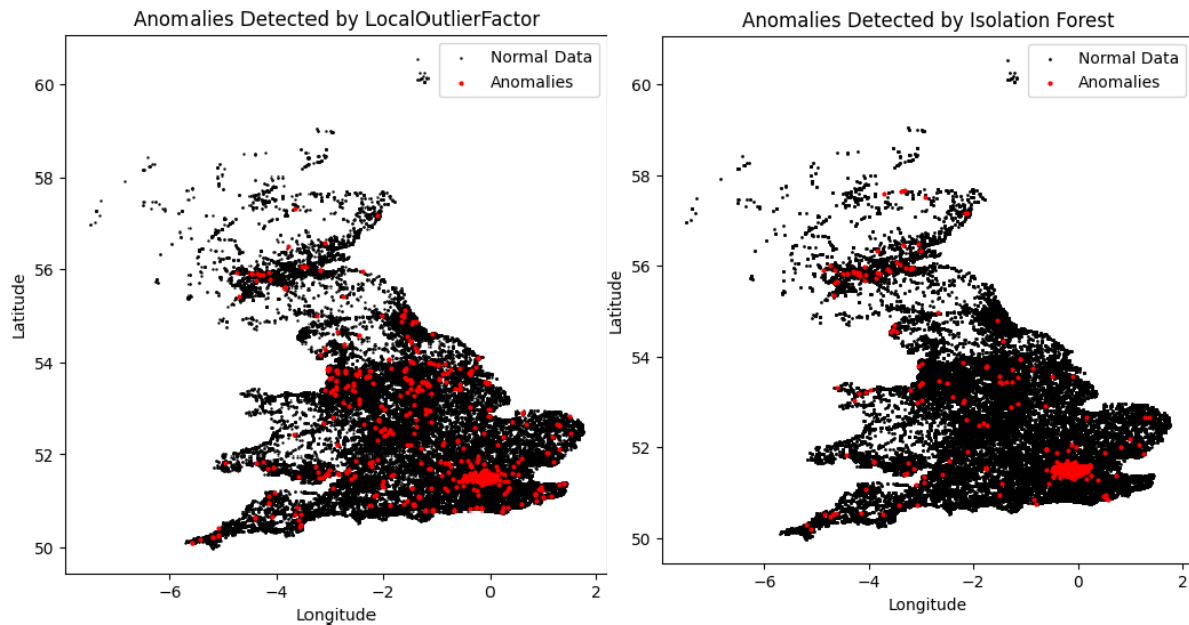 Anomalies Detected by LocalOutlierFactor
Normal Data
Anomalies
60
58
56
54
52
50
Latitude
−6
−4
−2
0
2
Longitude
Anomalies Detected by Isolation Forest
Normal Data
Anomalies
60
58
56
54
52
50
Latitude
−6
−4
−2
0
2
Longitude